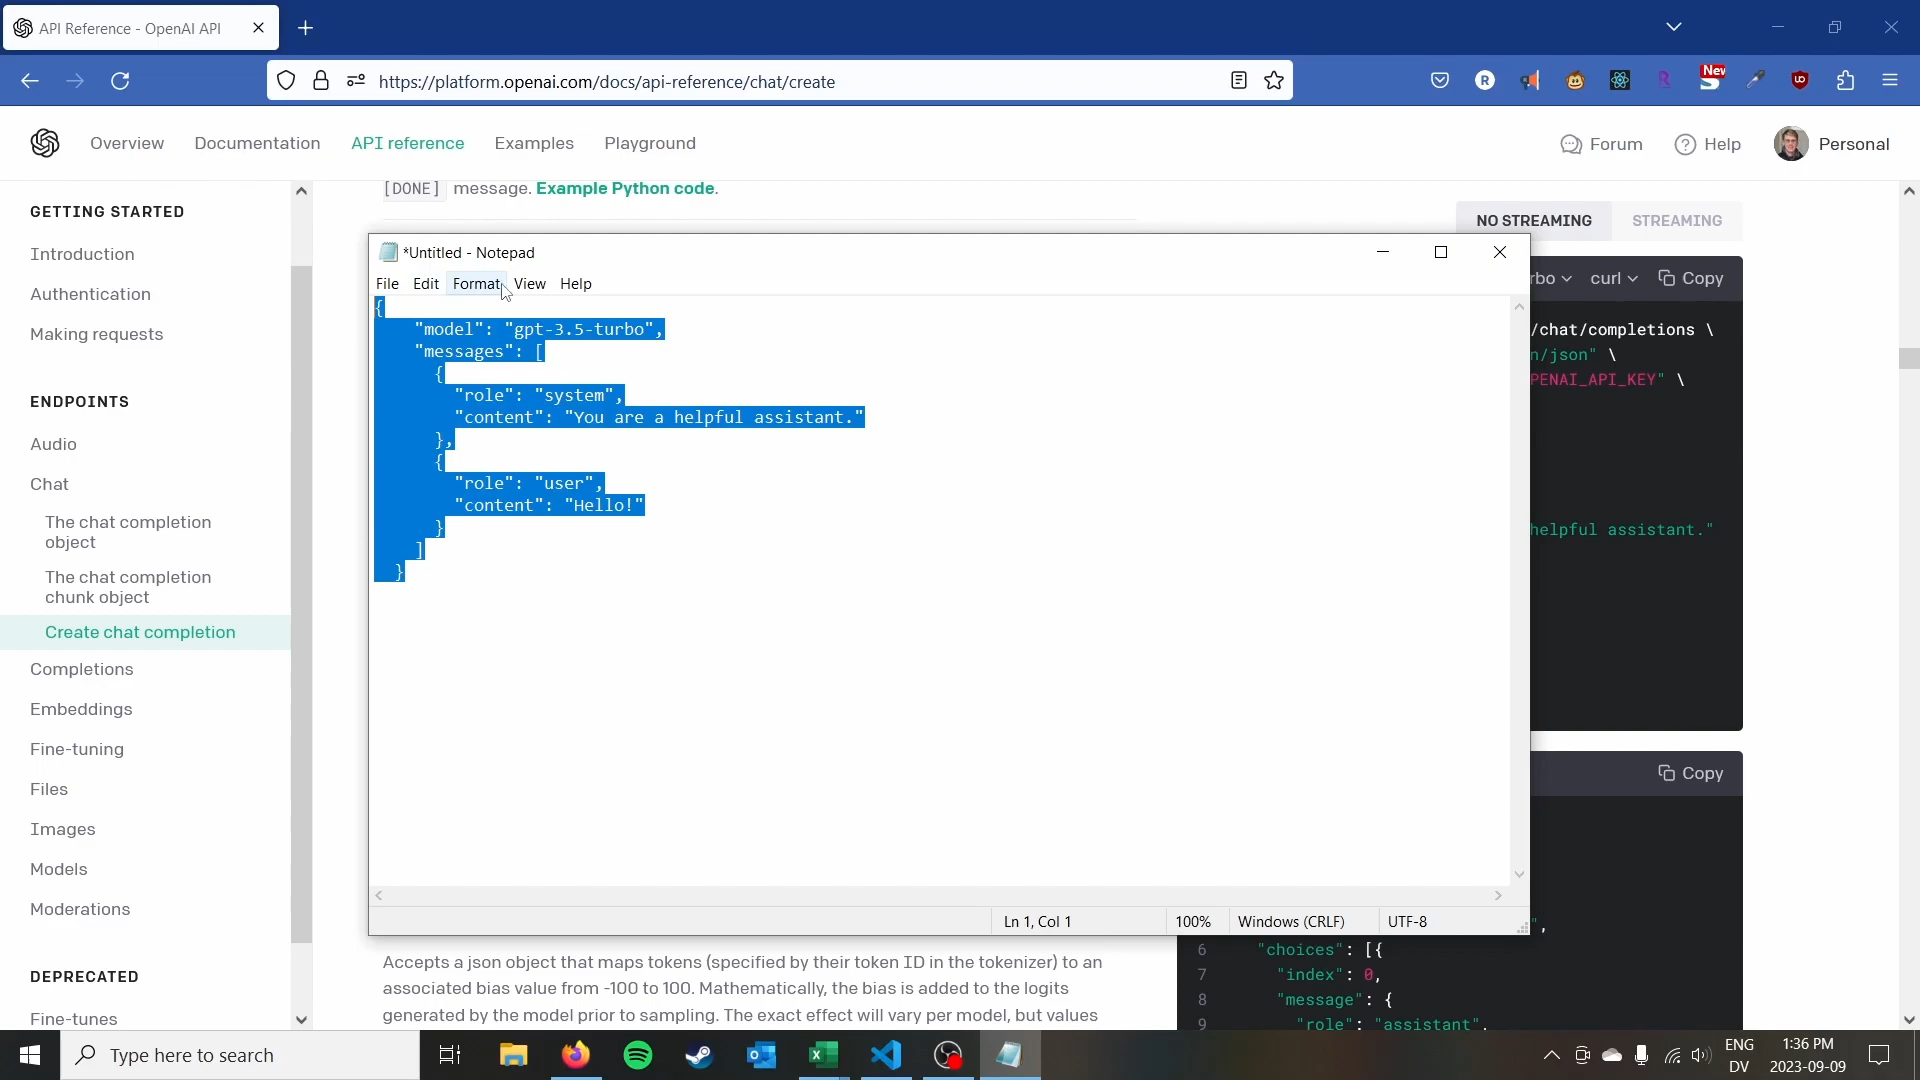 API Reference - OpenAI API
https://platform.openai.com/docs/api-reference/chat/create
New
Overview
Documentation
API reference
Examples
Playground
Forum
Help
Personal
GETTING STARTED
Introduction
Authentication
Making requests
ENDPOINTS
Audio
Chat
The chat completion
object
The chat completion
chunk object
Create chat completion
Completions
Embeddings
Fine-tuning
Files
Images
Models
Moderations
DEPRECATED
Fine-tunes
[DONE] message. Example Python code.
NO STREAMING
STREAMING
*Untitled - Notepad
File Edit Format View Help
{
"model": "gpt-3.5-turbo",
"messages": [
{
"role": "system",
"content": "You are a helpful assistant."
},
{
"role": "user",
"content": "Hello!"
}
]
}
Ln 1, Col 1
100%
Windows (CRLF)
UTF-8
rbo
curl
Copy
/chat/completions \
n/json" \
PENAI_API_KEY" \
helpful assistant."
Copy
",
6 "choices": [{
7 "index": 0,
8 "message": {
9 "role": "assistant",
Accepts a json object that maps tokens (specified by their token ID in the tokenizer) to an
associated bias value from -100 to 100. Mathematically, the bias is added to the logits
generated by the model prior to sampling. The exact effect will vary per model, but values
Type here to search
ENG
DV
1:36 PM
2023-09-09